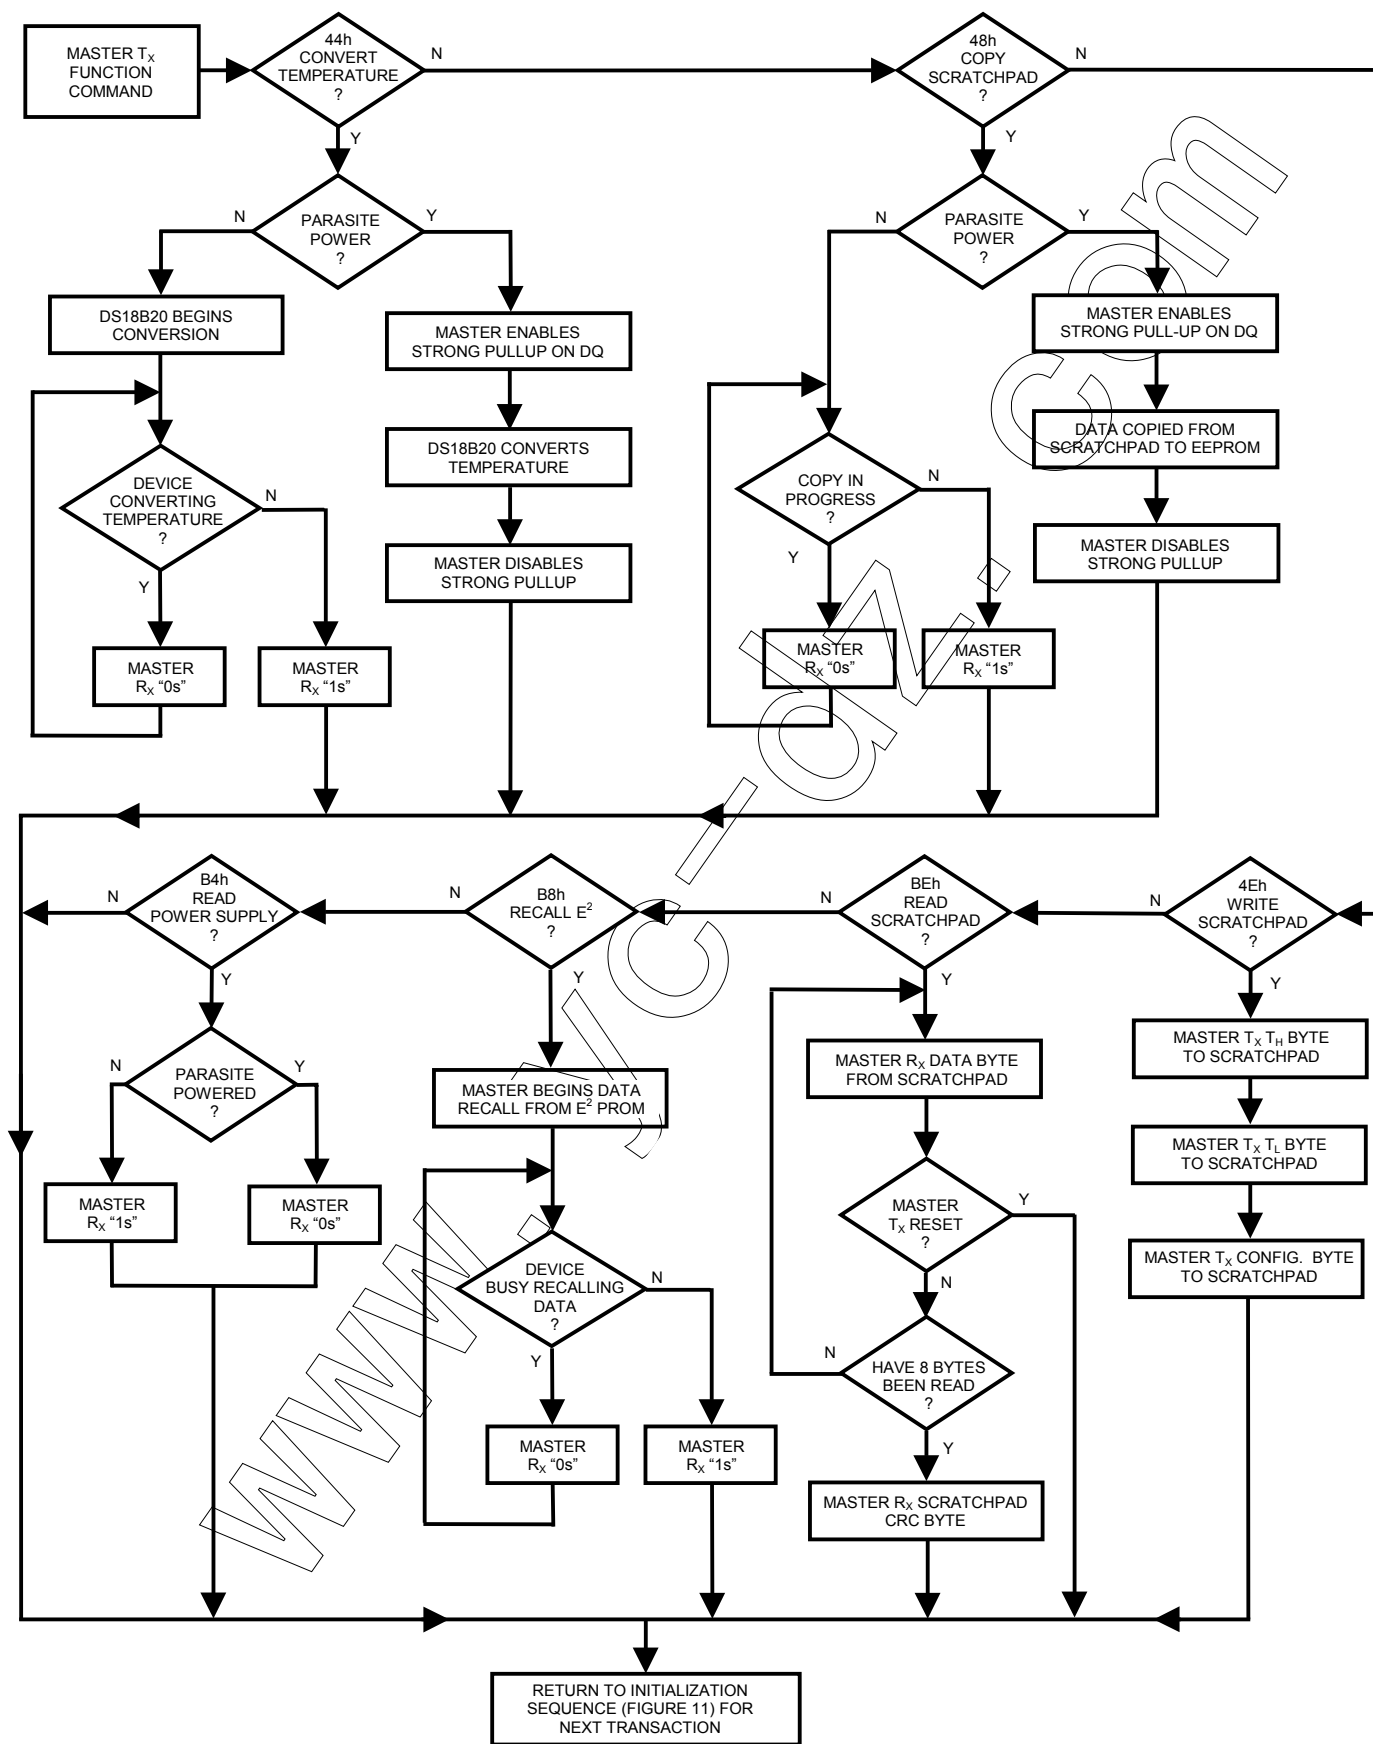 MASTER TX
FUNCTION
COMMAND
44h
CONVERT
TEMPERATURE
?
N
Y
48h
COPY
SCRATCHPAD
?
N
Y
PARASITE
POWER
?
N
Y
PARASITE
POWER
?
N
Y
DS18B20 BEGINS
CONVERSION
MASTER ENABLES
STRONG PULLUP ON DQ
MASTER ENABLES
STRONG PULL-UP ON DQ
DEVICE
CONVERTING
TEMPERATURE
?
N
Y
DS18B20 CONVERTS
TEMPERATURE
COPY IN
PROGRESS
?
N
Y
DATA COPIED FROM
SCRATCHPAD TO EEPROM
MASTER DISABLES
STRONG PULLUP
MASTER DISABLES
STRONG PULLUP
MASTER
RX “0s”
MASTER
RX “1s”
MASTER
RX “0s”
MASTER
RX “1s”
B4h
READ
POWER SUPPLY
?
N
Y
B8h
RECALL E2
?
N
Y
BEh
READ
SCRATCHPAD
?
N
Y
4Eh
WRITE
SCRATCHPAD
?
N
Y
PARASITE
POWERED
?
N
Y
MASTER BEGINS DATA
RECALL FROM E2 PROM
MASTER RX DATA BYTE
FROM SCRATCHPAD
MASTER TX TH BYTE
TO SCRATCHPAD
MASTER TX TL BYTE
TO SCRATCHPAD
MASTER
RX “1s”
MASTER
RX “0s”
MASTER
TX RESET
?
Y
N
MASTER TX CONFIG. BYTE
TO SCRATCHPAD
DEVICE
BUSY RECALLING
DATA
?
N
Y
HAVE 8 BYTES
BEEN READ
?
N
Y
MASTER
RX “0s”
MASTER
RX “1s”
MASTER RX SCRATCHPAD
CRC BYTE
RETURN TO INITIALIZATION
SEQUENCE (FIGURE 11) FOR
NEXT TRANSACTION